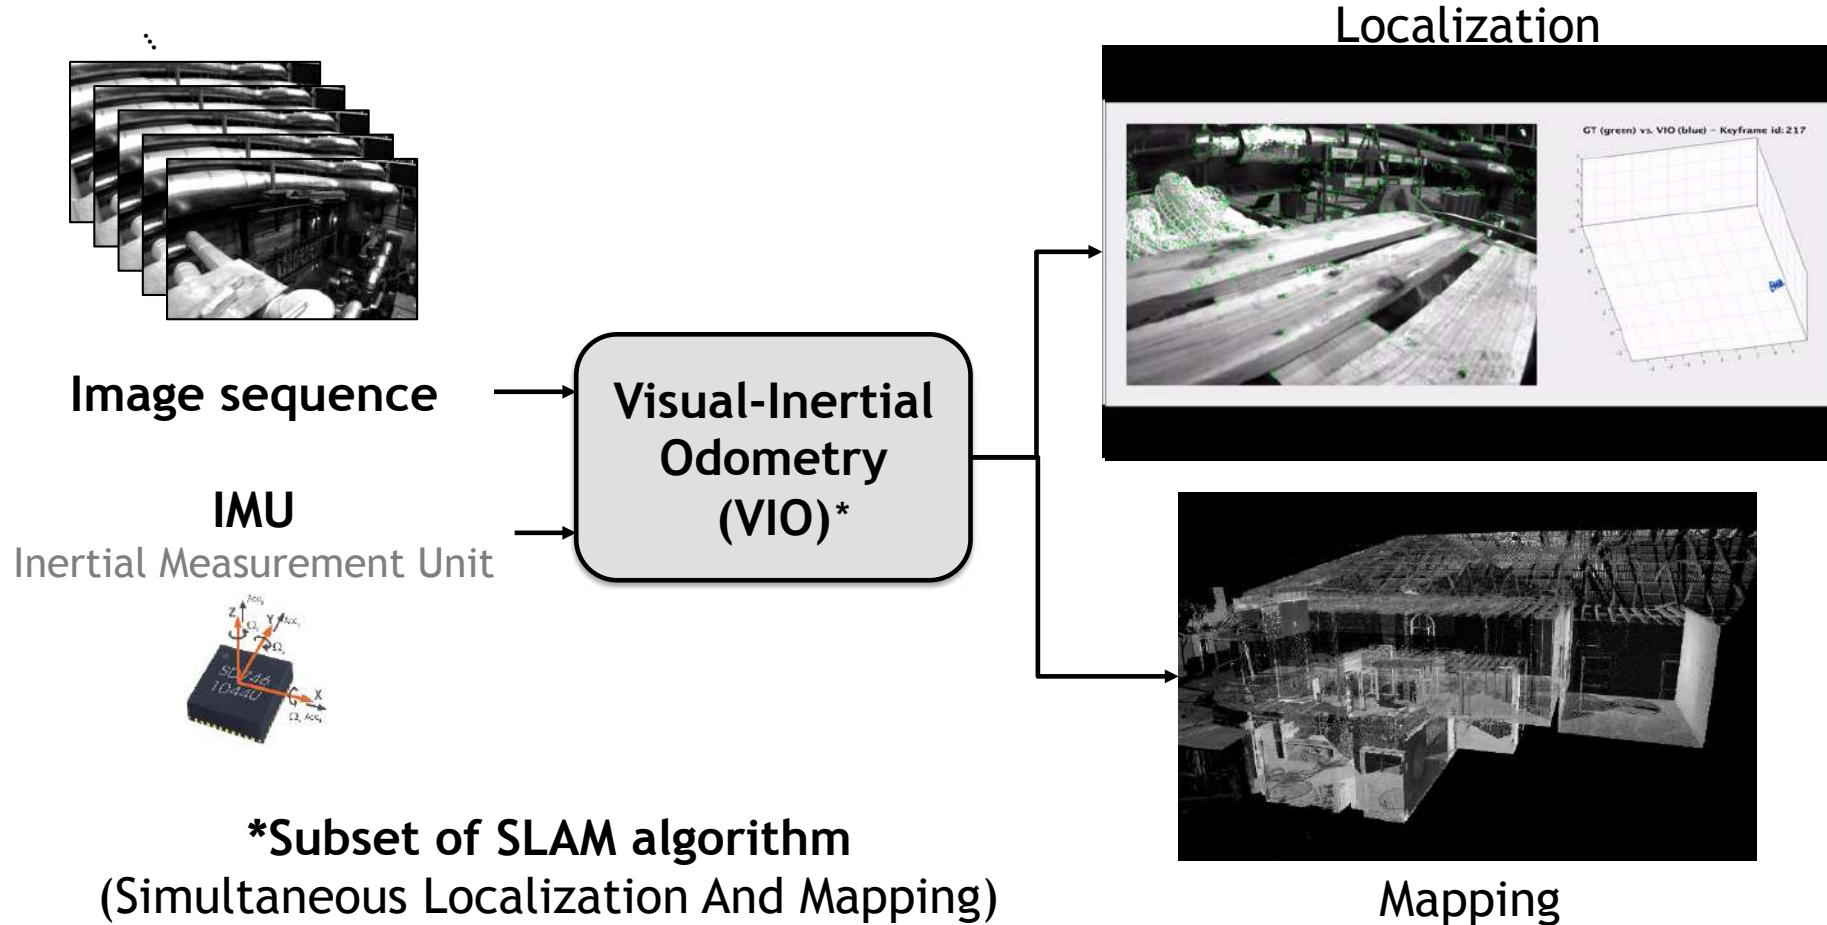 Localization
GT (green) vs. VIO (blue) – Keyframe id: 217
Image sequence
Visual-Inertial
Odometry
(VIO)*
IMU
Inertial Measurement Unit
Z
Y
X
1044U
*Subset of SLAM algorithm
(Simultaneous Localization And Mapping)
Mapping